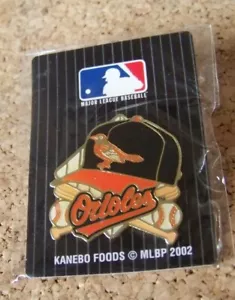 MAJOR LEAGUE BASEBALL
Orioles
KANEBO FOODS © MLBP 2002